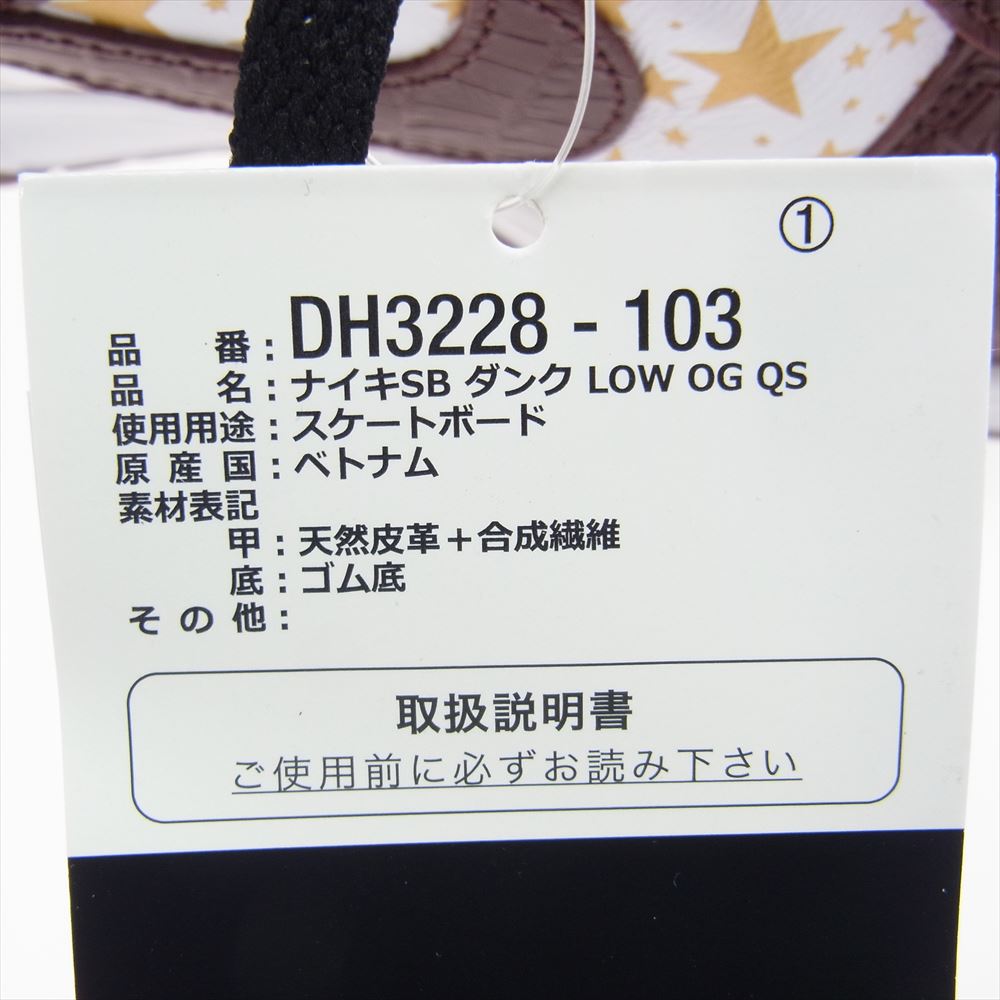 ①
品番：DH3228 - 103
品名：ナイキSB ダンク LOW OG QS
使用用途：スケートボード
原産国：ベトナム
素材表記
甲：天然皮革＋合成繊維
底：ゴム底
その他：
取扱説明書
ご使用前に必ずお読み下さい